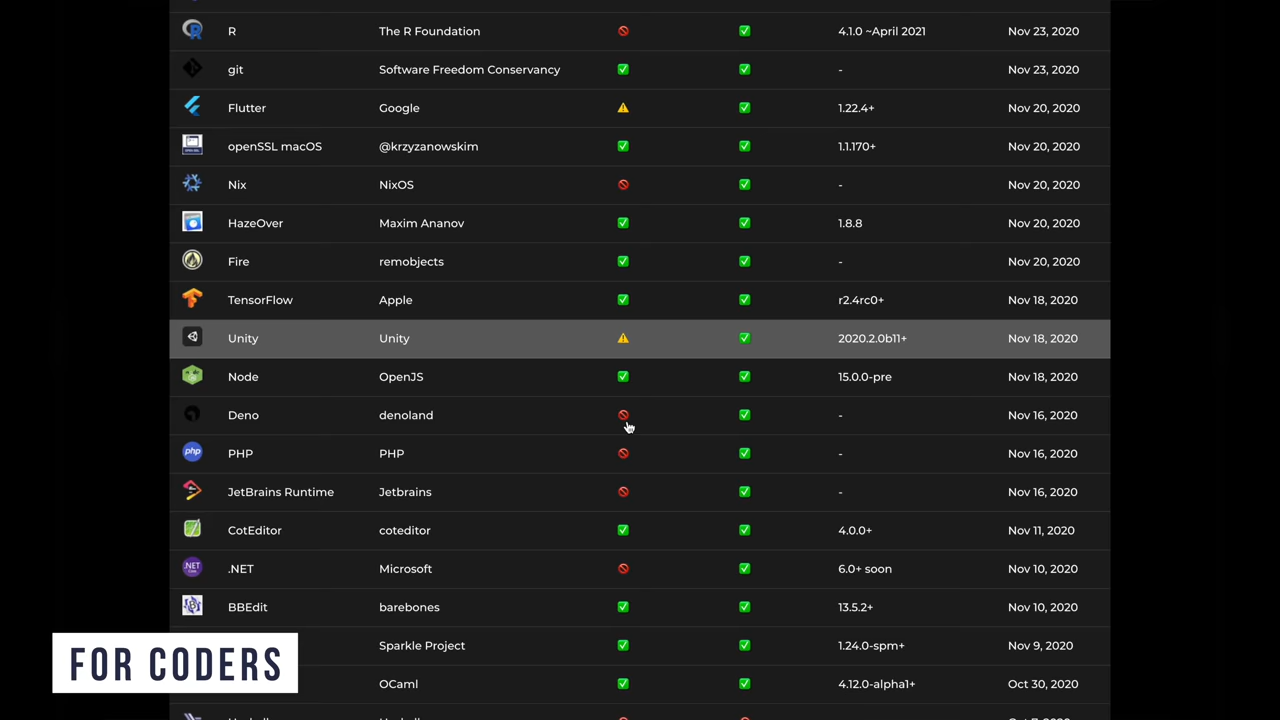 R The R Foundation 4.1.0 ~April 2021 Nov 23, 2020
git Software Freedom Conservancy - Nov 23, 2020
Flutter Google 1.22.4+ Nov 20, 2020
openSSL macOS @krzyzanowskim 1.1.170+ Nov 20, 2020
Nix NixOS - Nov 20, 2020
HazeOver Maxim Ananov 1.8.8 Nov 20, 2020
Fire remobjects - Nov 20, 2020
TensorFlow Apple r2.4rc0+ Nov 18, 2020
Unity Unity 2020.2.0b11+ Nov 18, 2020
Node OpenJS 15.0.0-pre Nov 18, 2020
Deno denoland - Nov 16, 2020
php PHP PHP - Nov 16, 2020
JetBrains Runtime Jetbrains - Nov 16, 2020
CotEditor coteditor 4.0.0+ Nov 11, 2020
.NET .NET Microsoft 6.0+ soon Nov 10, 2020
BBEdit barebones 13.5.2+ Nov 10, 2020
Sparkle Project 1.24.0-spm+ Nov 9, 2020
FOR CODERS
OCaml 4.12.0-alpha1+ Oct 30, 2020